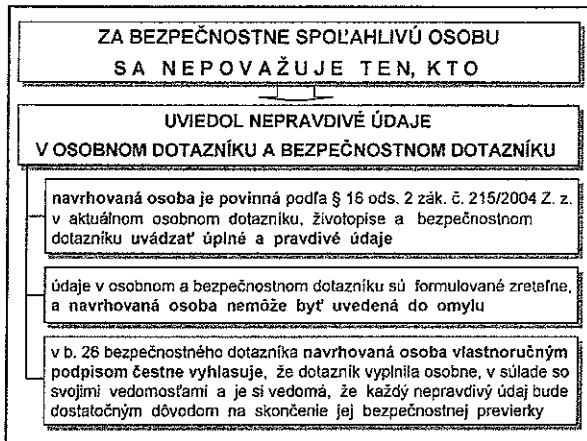 ZA BEZPEČNOSTNE SPOĽAHLIVÚ OSOBU
SA NEPOVAŽUJE TEN, KTO
UVIEDOL NEPRAVDIVÉ ÚDAJE
V OSOBNOM DOTAZNÍKU A BEZPEČNOSTNOM DOTAZNÍKU
navrhovaná osoba je povinná podľa § 16 ods. 2 zák. č. 215/2004 Z. z.
v aktuálnom osobnom dotazníku, životopise a bezpečnostnom
dotazníku uvádzať úplné a pravdivé údaje
údaje v osobnom a bezpečnostnom dotazníku sú formulované zreteľne,
a navrhovaná osoba nemôže byť uvedená do omylu
v b. 26 bezpečnostného dotazníka navrhovaná osoba vlastnoručným
podpisom čestne vyhlasuje, že dotazník vyplnila osobne, v súlade so
svojimi vedomosťami a je si vedomá, že každý nepravdivý údaj bude
dostatočným dôvodom na skončenie jej bezpečnostnej previerky